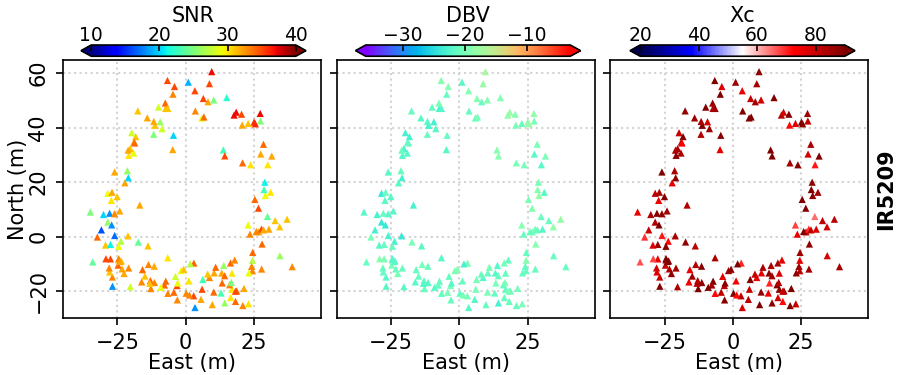 SNR DBV Xc
10 20 30 40 −30 −20 −10 20 40 60 80
60
40
20
0
−20
North (m)
IR5209
−25 0 25 −25 0 25 −25 0 25
East (m) East (m) East (m)